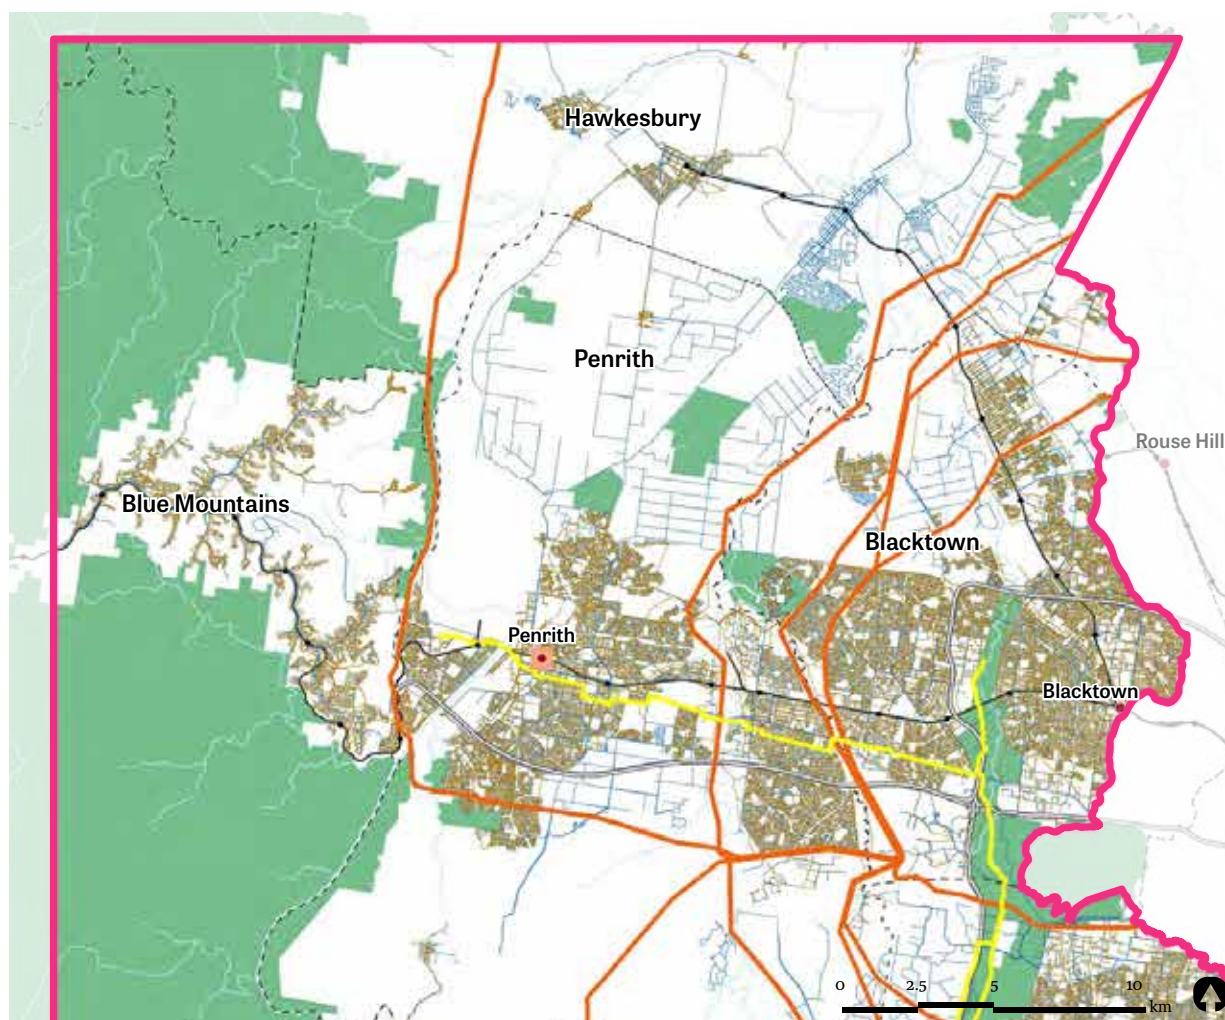 Hawkesbury
Penrith
Rouse Hill
Blue Mountains
Blacktown
Penrith
Blacktown
0 2.5 5 10
km